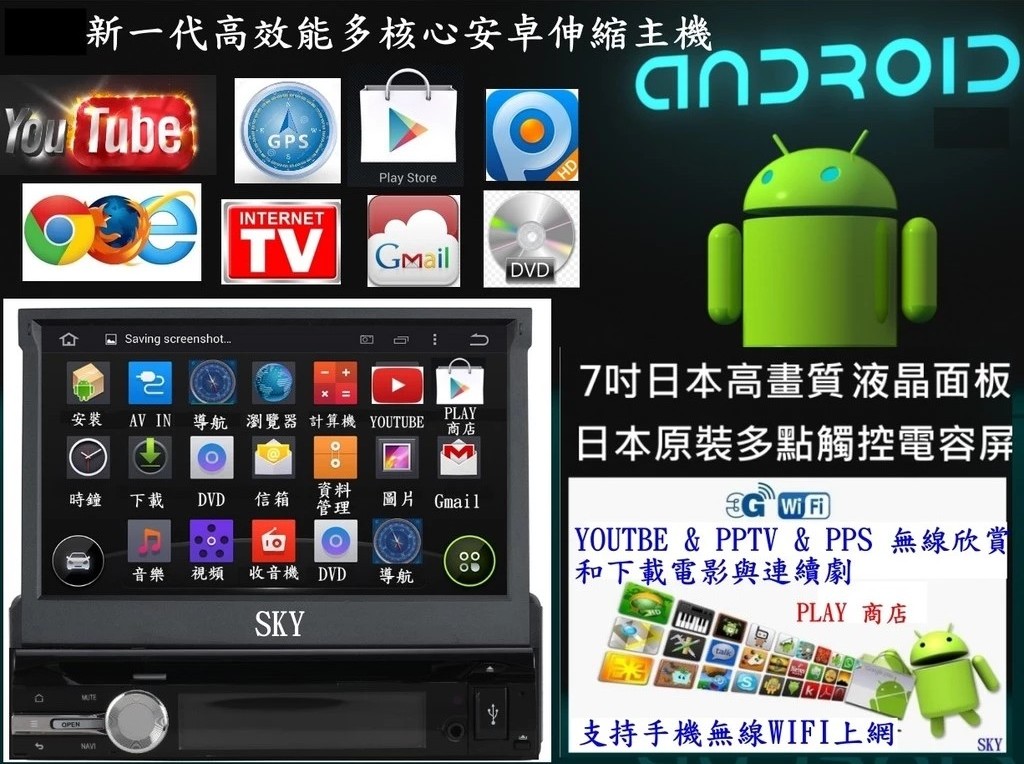 新一代高效能多核心安卓伸縮主機
ANDROID
YouTube
GPS
Play Store
HD
INTERNET
TV
Gmail
DVD
Saving screenshot...
安裝 AV IN 導航 瀏覽器 計算機 YOUTUBE PLAY
商店
時鐘 下載 DVD 信箱 資料
管理 圖片 Gmail
音樂 視頻 收音機 DVD 導航
SKY
MUTE
OPEN
NAVI
7吋日本高畫質 液晶面板
日本原裝多點觸控電容屏
3G WiFi
YOUTBE & PPTV & PPS 無線欣賞
和下載電影與連續劇
PLAY 商店
HD
talk
支持手機無線WIFI上網
SKY